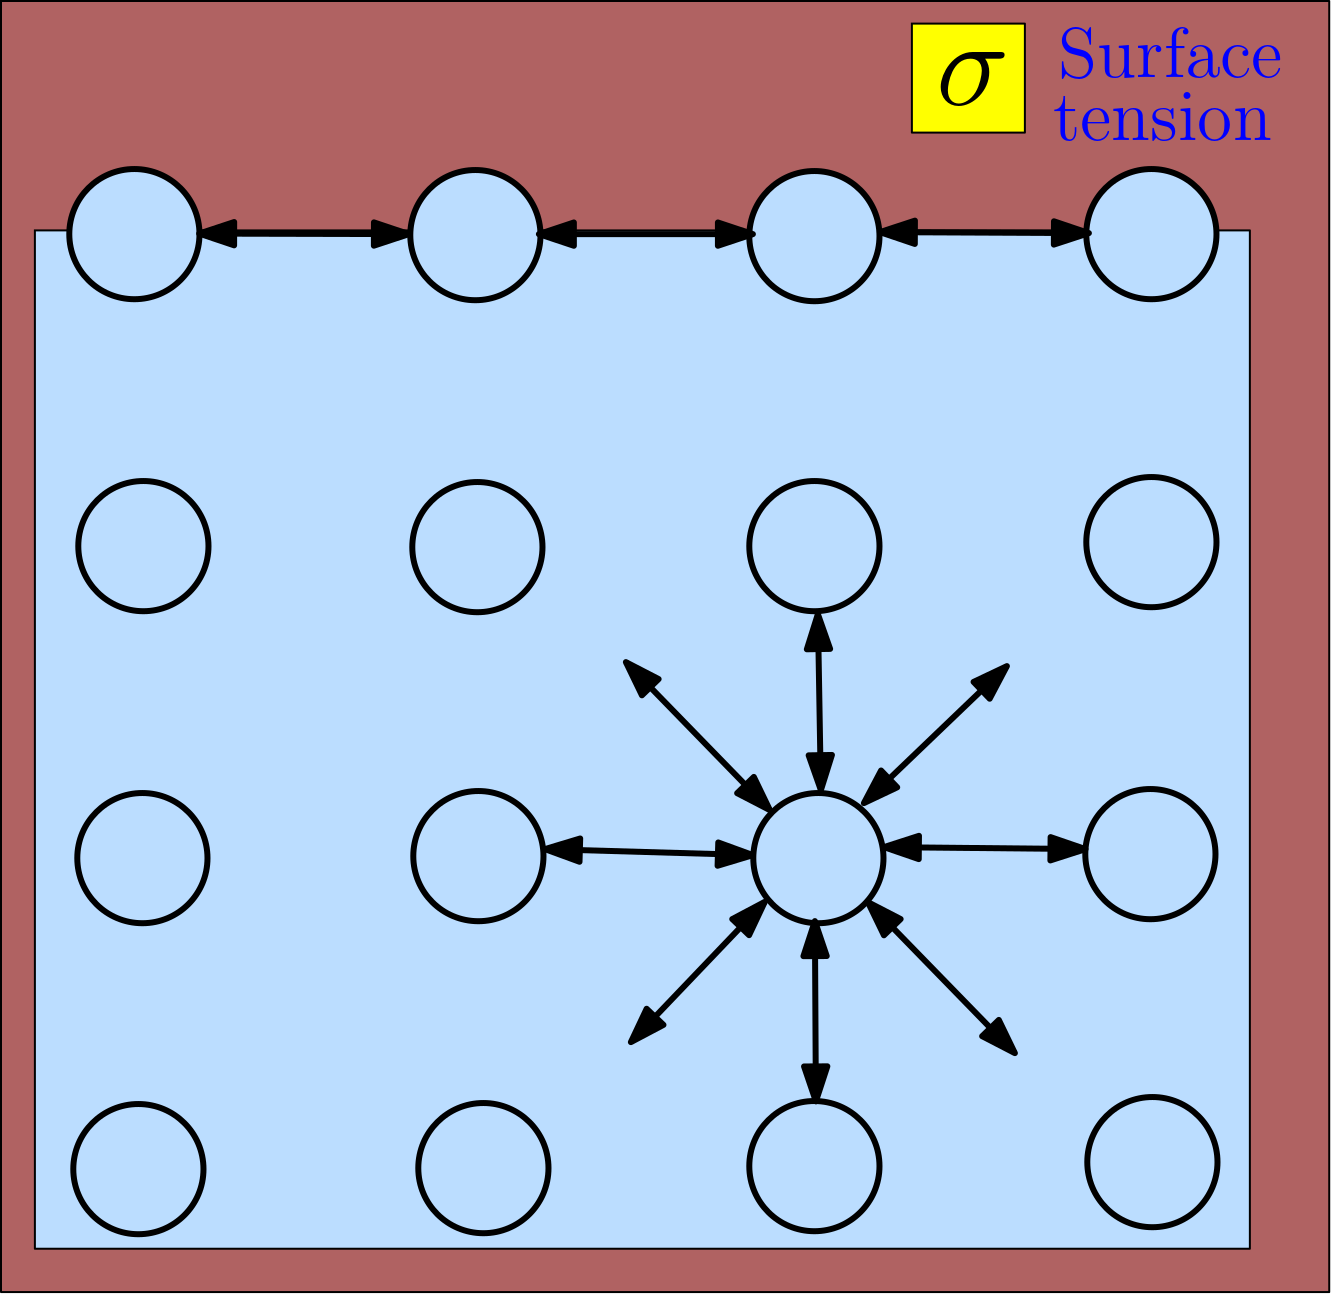 σ
Surface
tension